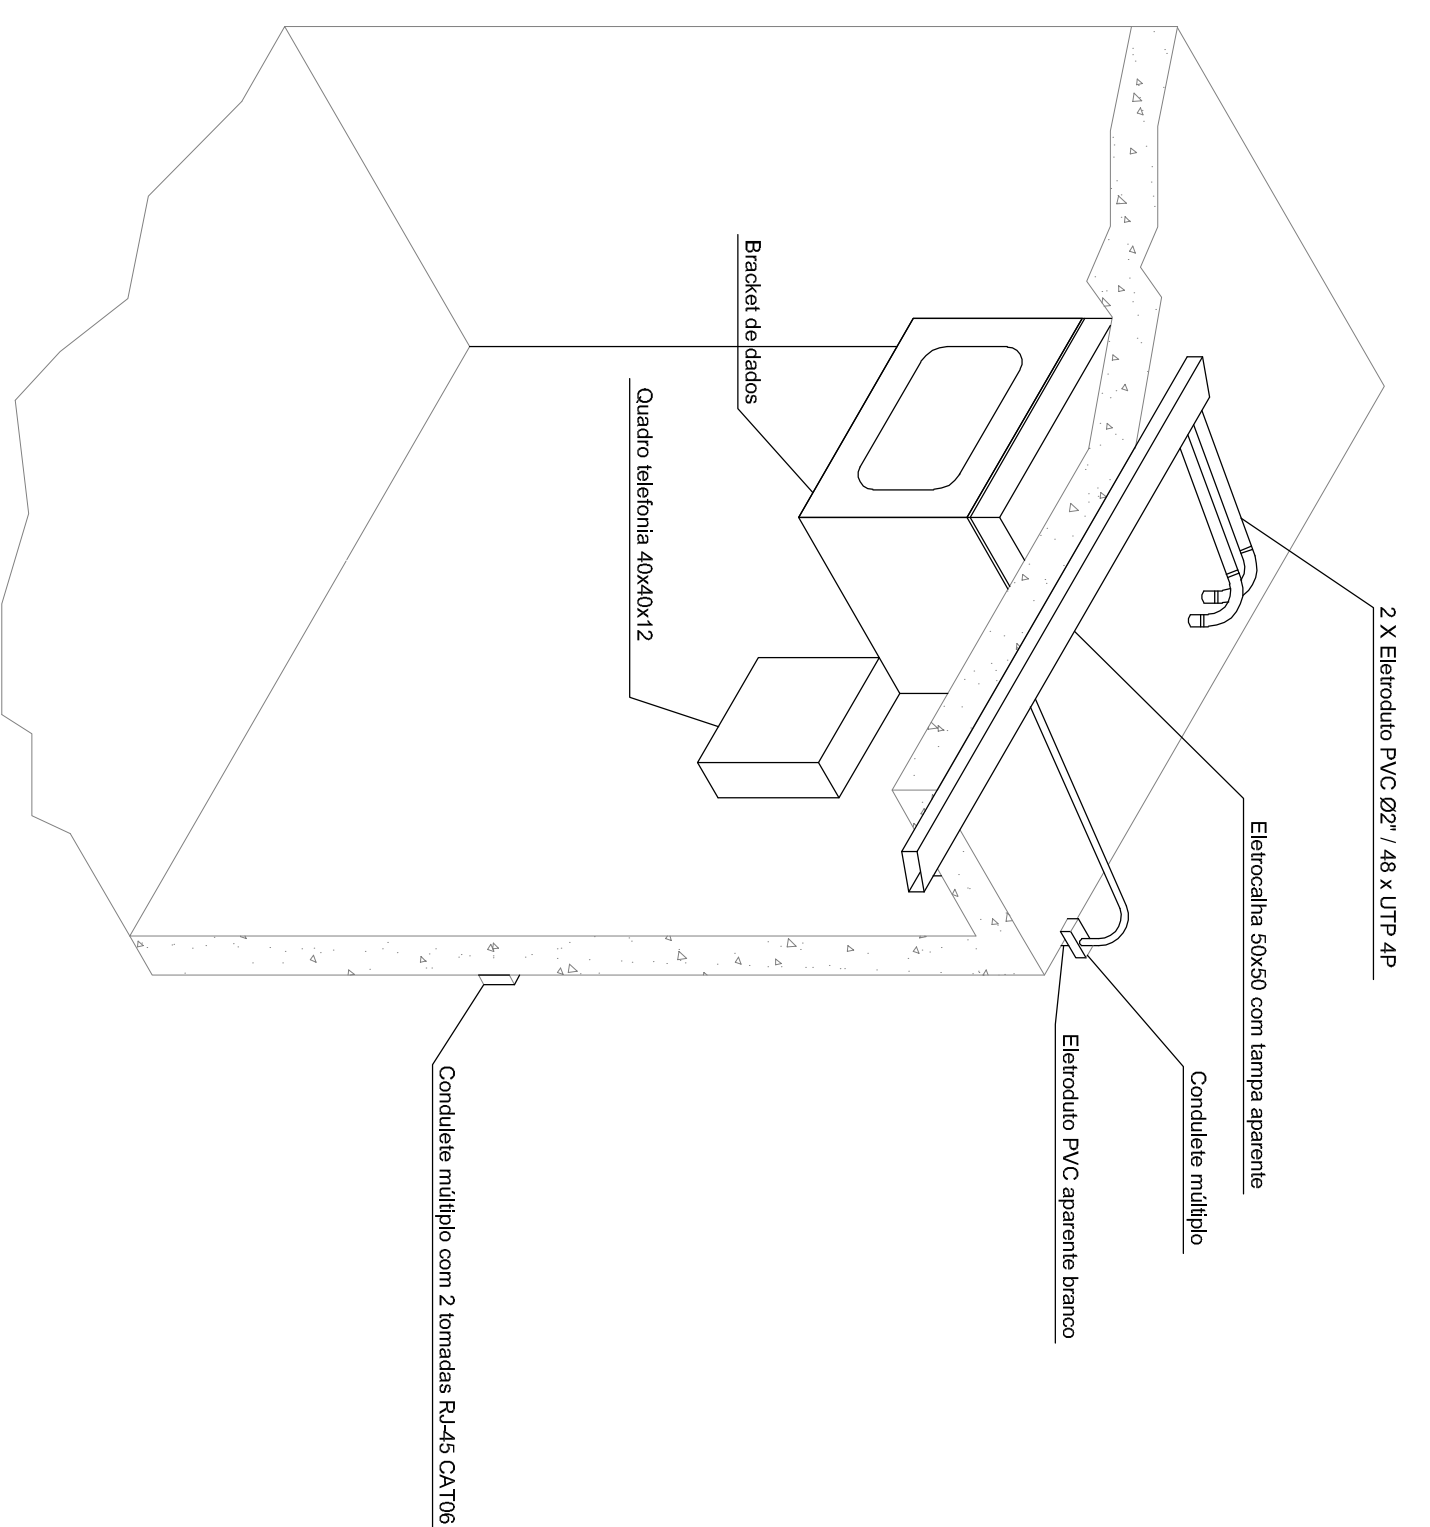 2 X Eletroduto PVC Ø2" / 48 x UTP 4P
Eletrocalha 50x50 com tampa aparente
Condulete múltiplo
Eletroduto PVC aparente branco
Bracket de dados
Quadro telefonia 40x40x12
Condulete múltiplo com 2 tomadas RJ-45 CAT06